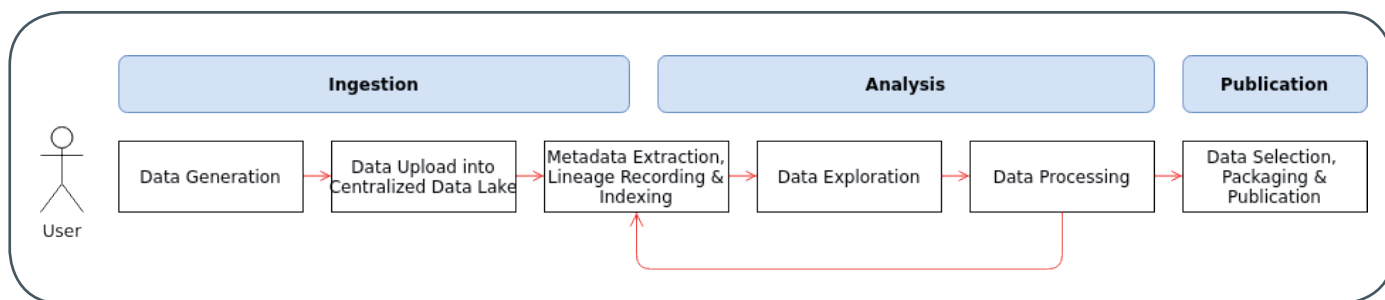 Ingestion
Analysis
Publication
User
Data Generation
Data Upload into
Centralized Data Lake
Metadata Extraction,
Lineage Recording &
Indexing
Data Exploration
Data Processing
Data Selection,
Packaging &
Publication